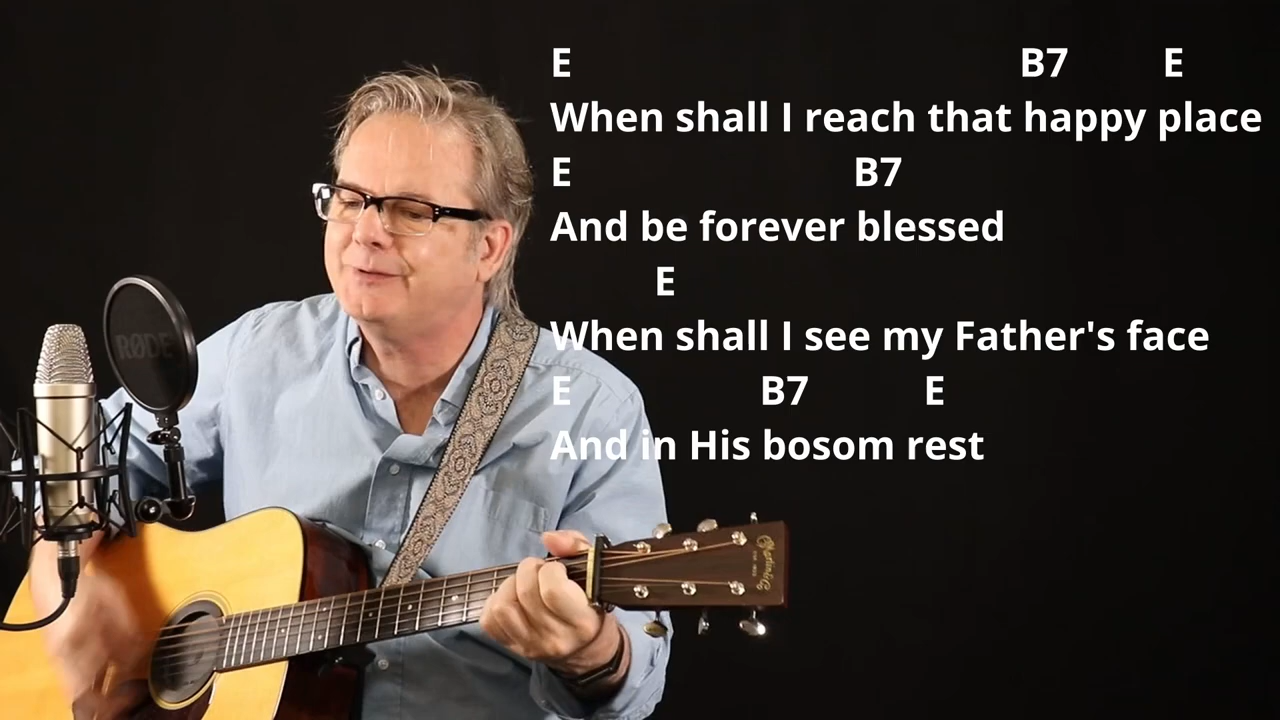 E B7 E
When shall I reach that happy place
E B7
And be forever blessed
E
When shall I see my Father's face
E B7 E
And in His bosom rest
RØDE